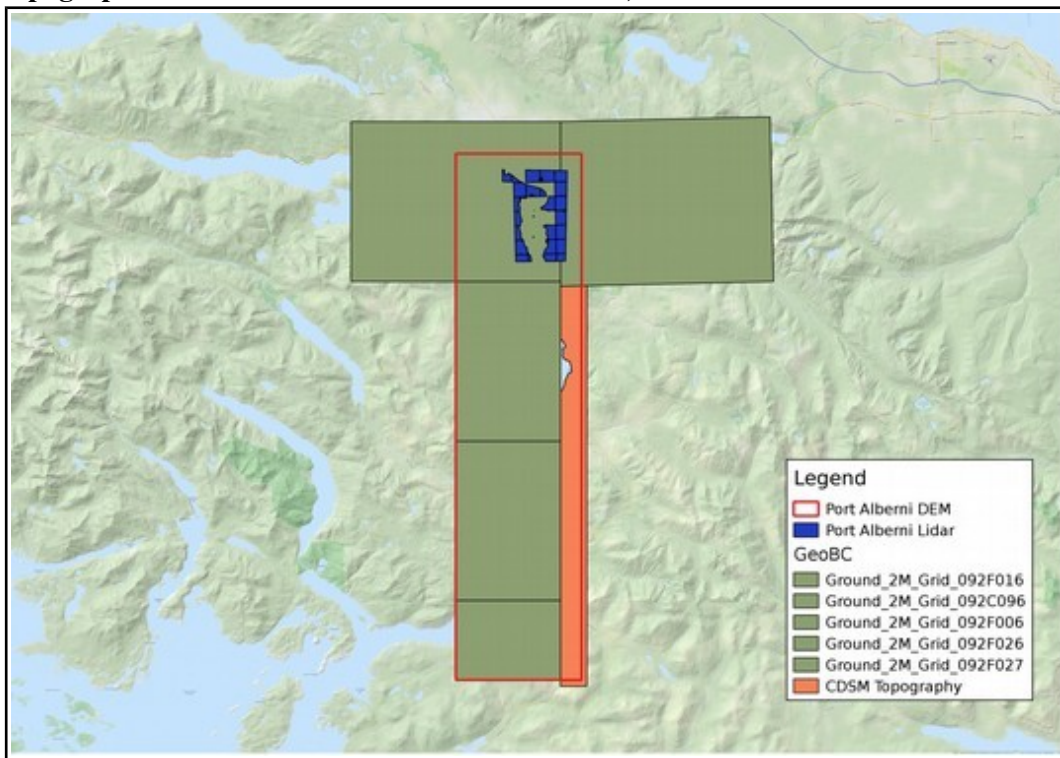 Legend
Port Alberni DEM
Port Alberni Lidar
GeoBC
Ground_2M_Grid_092F016
Ground_2M_Grid_092C096
Ground_2M_Grid_092F006
Ground_2M_Grid_092F026
Ground_2M_Grid_092F027
CDSM Topography